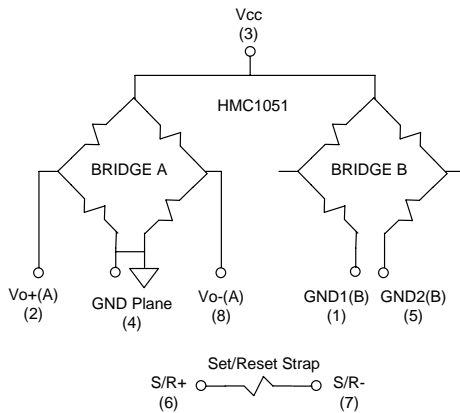 Vcc
(3)
HMC1051
BRIDGE A
BRIDGE B
Vo+(A)
(2)
GND Plane
(4)
Vo-(A)
(8)
GND1(B)
(1)
GND2(B)
(5)
Set/Reset Strap
S/R+
(6)
S/R-
(7)